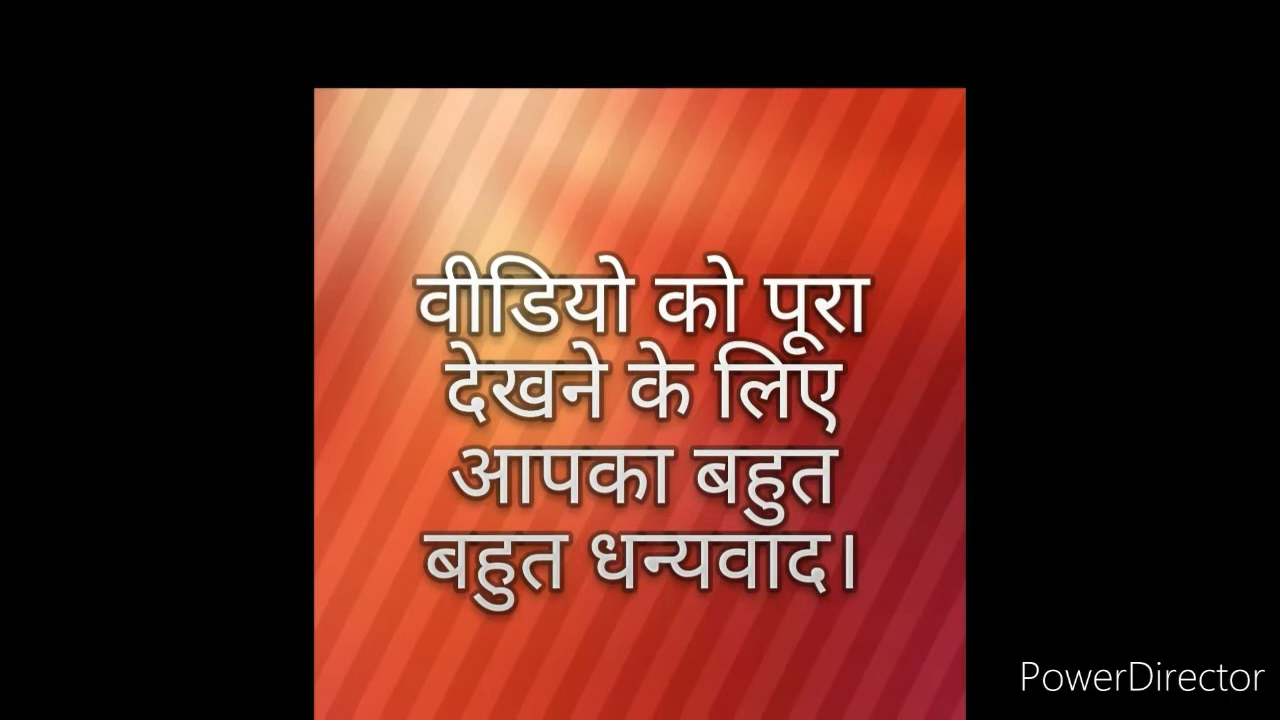 वीडियो को पूरा
देखने के लिए
आपका बहुत
बहुत धन्यवाद।
PowerDirector